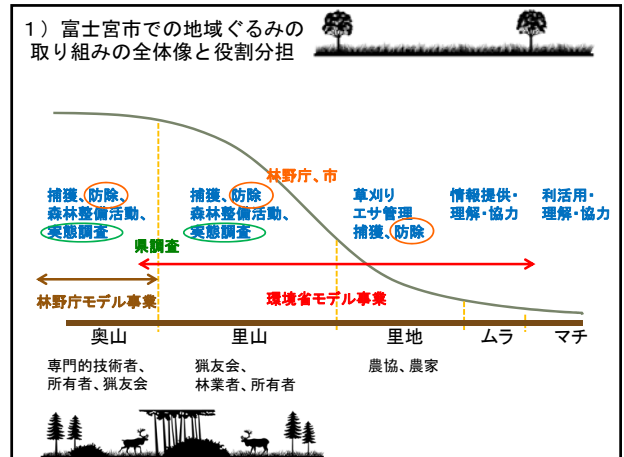 1）富士宮市での地域ぐるみの
取り組みの全体像と役割分担
林野庁、市
捕獲、防除、
森林整備活動、
実態調査
捕獲、防除
森林整備活動、
実態調査
草刈り
エサ管理
捕獲、防除
情報提供・
理解・協力
利活用・
理解・協力
県調査
林野庁モデル事業
環境省モデル事業
奥山
里山
里地
ムラ
マチ
専門的技術者、
所有者、猟友会
猟友会、
林業者、所有者
農協、農家